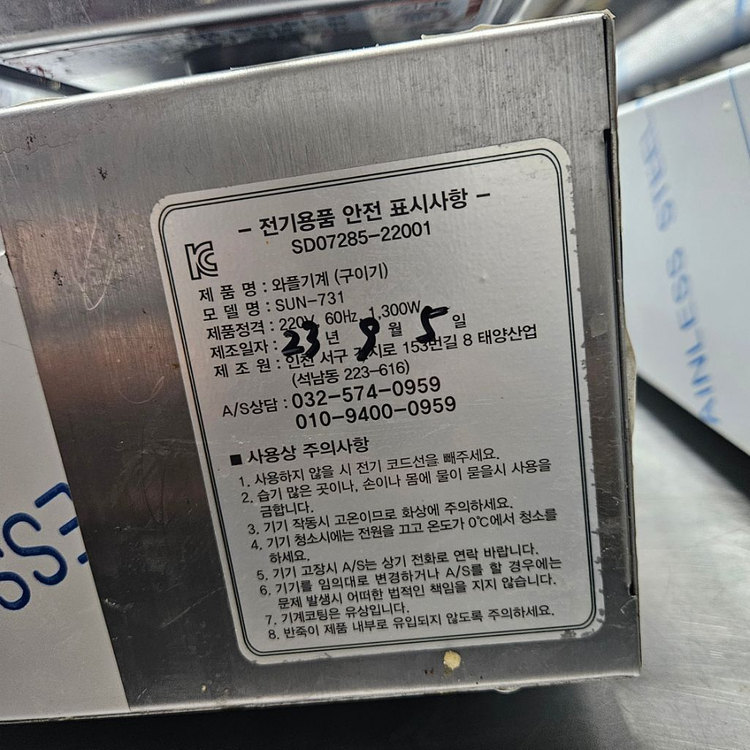 - 전기용품 안전 표시사항 -
SD07285-22001
제 품 명 : 와플기계 (구이기)
모 델 명 : SUN-731
제품정격 : 220V, 60Hz, 1,300W
제조일자 : 23 년 9 월 5 일
제 조 원 : 인천 서구 지로 153번길 8 태양산업
(석남동 223-616)
A/S상담 : 032-574-0959
010-9400-0959
■ 사용상 주의사항
1. 사용하지 않을 시 전기 코드선을 빼주세요.
2. 습기 많은 곳이나, 손이나 몸에 물이 묻을시 사용을
금합니다.
3. 기기 작동시 고온이므로 화상에 주의하세요.
4. 기기 청소시에는 전원을 끄고 온도가 0℃에서 청소를
하세요.
5. 기기 고장시 A/S는 상기 전화로 연락 바랍니다.
6. 기기를 임의대로 변경하거나 A/S를 할 경우에는
문제 발생시 어떠한 법적인 책임을 지지 않습니다.
7. 기계코팅은 유상입니다.
8. 반죽이 제품 내부로 유입되지 않도록 주의하세요.
AINLESS STEEL
ESS